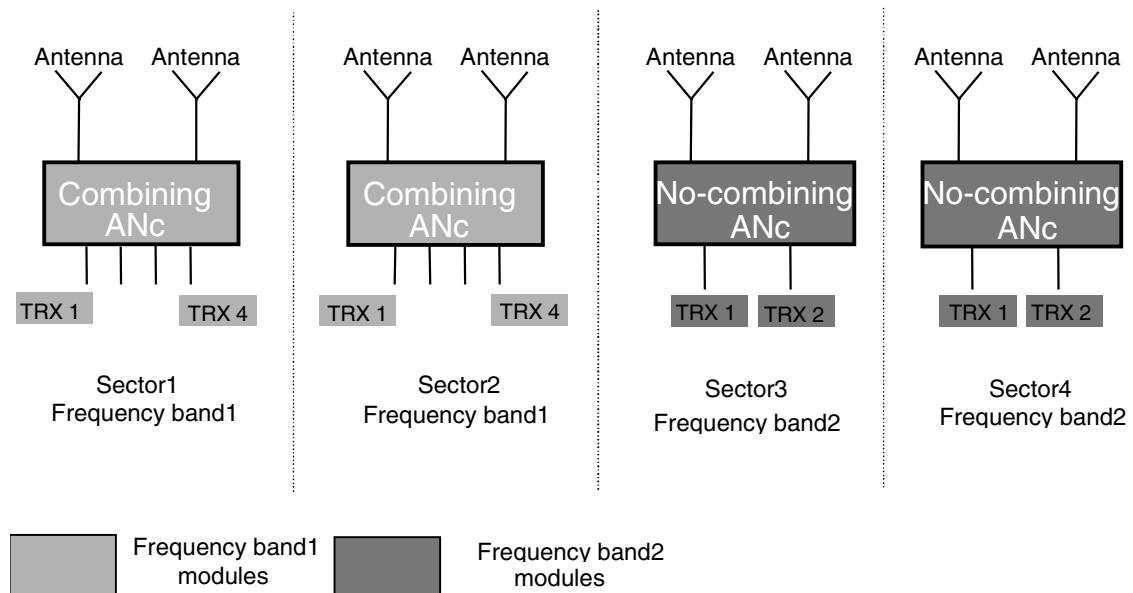 Antenna Antenna
Combining
ANc
TRX 1 TRX 4
Sector1
Frequency band1
Antenna Antenna
Combining
ANc
TRX 1 TRX 4
Sector2
Frequency band1
Antenna Antenna
No-combining
ANc
TRX 1 TRX 2
Sector3
Frequency band2
Antenna Antenna
No-combining
ANc
TRX 1 TRX 2
Sector4
Frequency band2
Frequency band1
modules
Frequency band2
modules